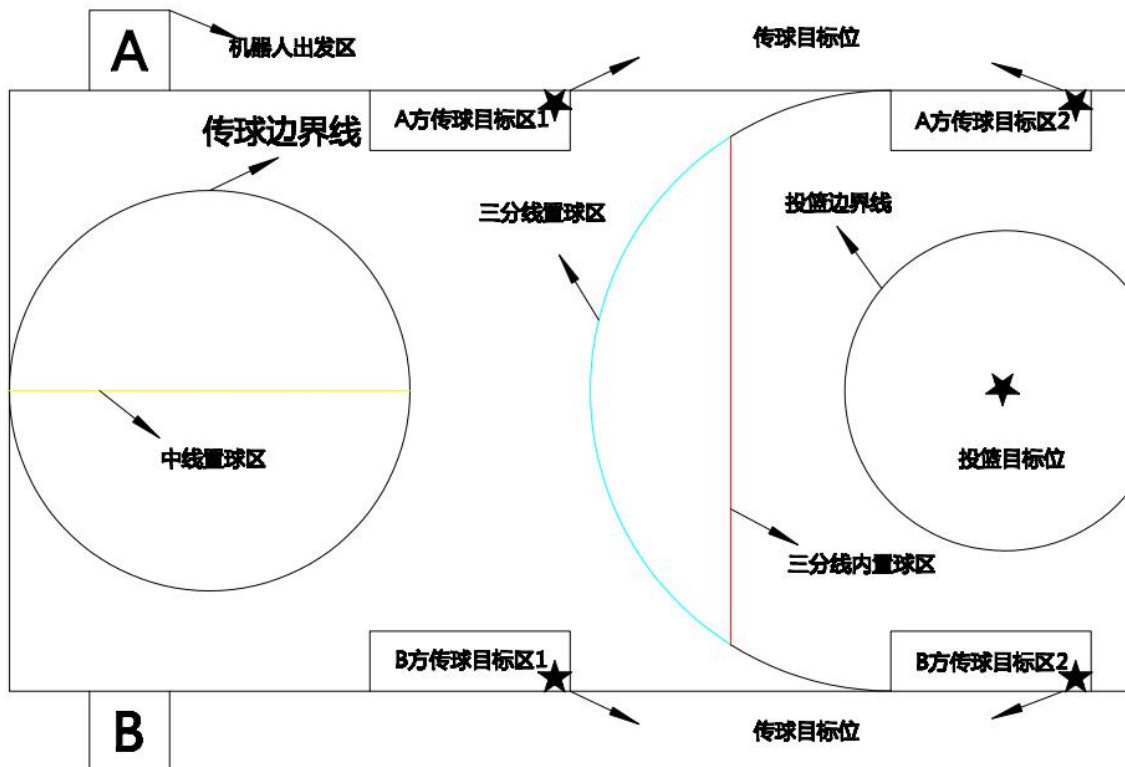 A
机器人出发区
传球目标位
A方传球目标区1
A方传球目标区2
传球边界线
三分线置球区
投篮边界线
中线置球区
投篮目标位
三分线内置球区
B方传球目标区1
B方传球目标区2
B
传球目标位